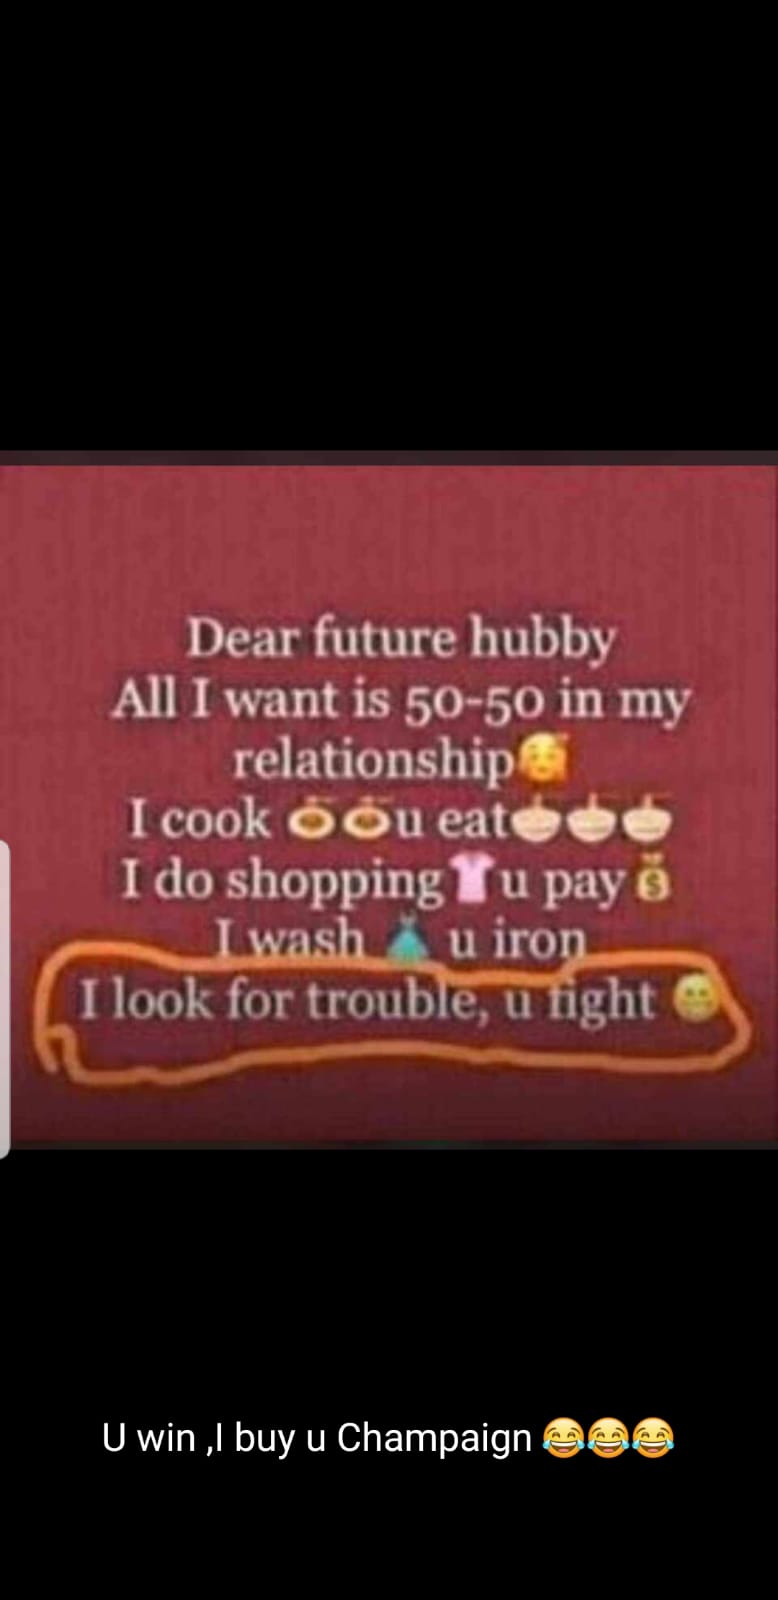 Dear future hubby
All I want is 50-50 in my
relationship🥰
I cook 🍲🍲u eat🍜🍜🍜
I do shopping👚u pay💰
I wash 👗 u iron
I look for trouble, u fight 😁
U win ,I buy u Champaign 😂😂😂